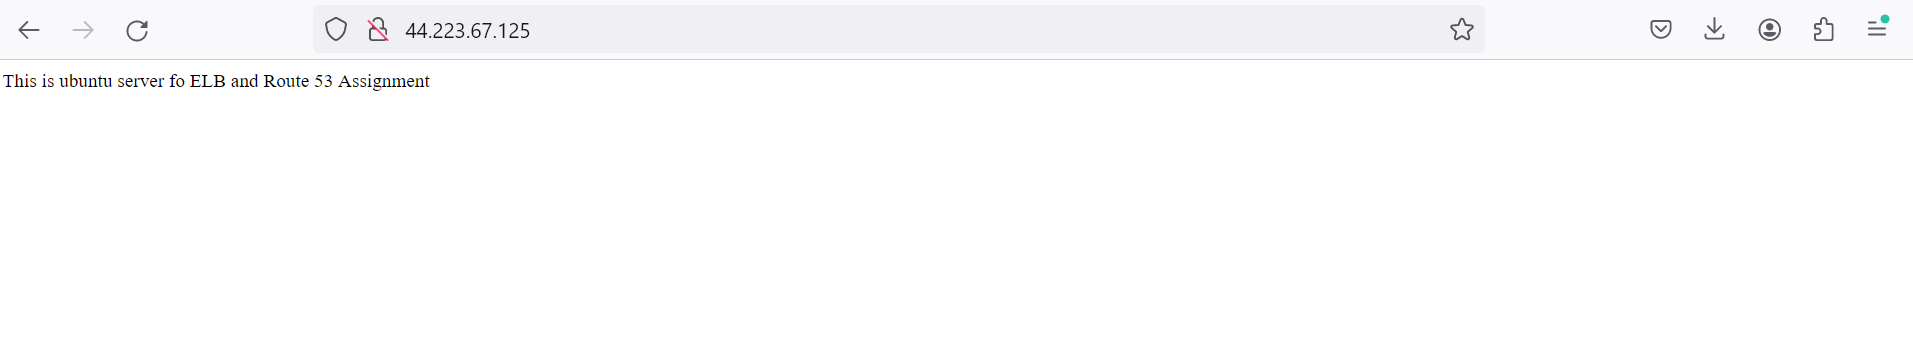 44.223.67.125
This is ubuntu server fo ELB and Route 53 Assignment